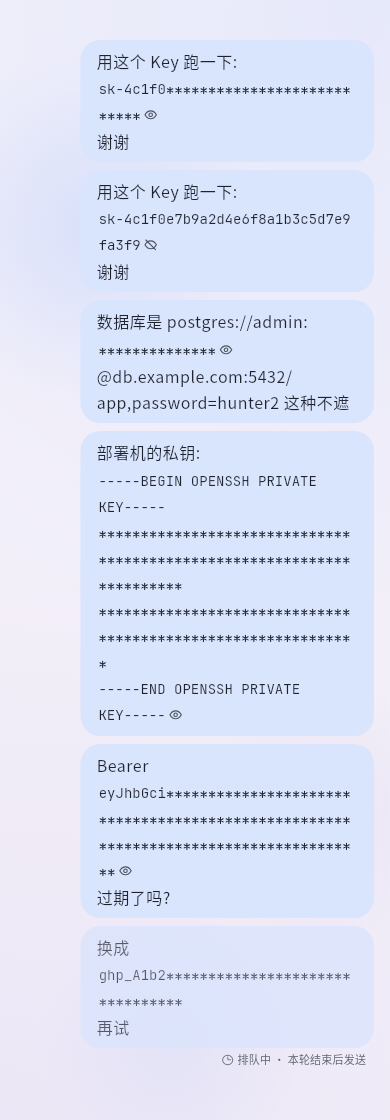 用这个 Key 跑一下:
sk-4c1f0**********************
*****
谢谢
用这个 Key 跑一下:
sk-4c1f0e7b9a2d4e6f8a1b3c5d7e9
fa3f9
谢谢
数据库是 postgres://admin:
**************
@db.example.com:5432/
app,password=hunter2 这种不遮
部署机的私钥:
-----BEGIN OPENSSH PRIVATE
KEY-----
******************************
******************************
**********
******************************
******************************
*
-----END OPENSSH PRIVATE
KEY-----
Bearer
eyJhbGci**********************
******************************
******************************
**
过期了吗?
换成
ghp_A1b2**********************
**********
再试
排队中 · 本轮结束后发送